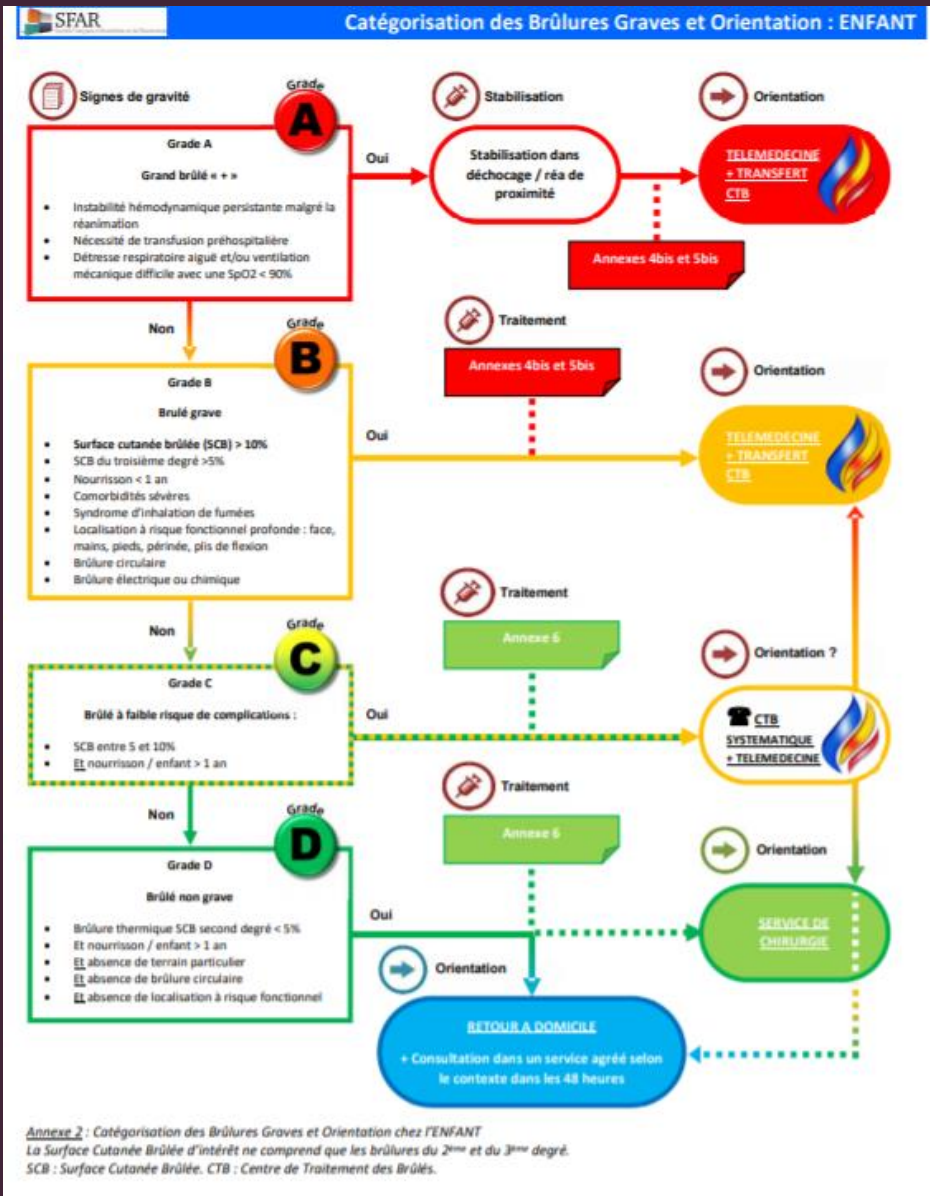 SFAR
Catégorisation des Brûlures Graves et Orientation : ENFANT
Signes de gravité
Grade
A
Grade A
Grand brûlé « + »
• Instabilité hémodynamique persistante malgré la
réanimation
• Nécessité de transfusion préhospitalière
• Détresse respiratoire aiguë et/ou ventilation
mécanique difficile avec une SpO2 < 90%
Oui
Stabilisation
Stabilisation dans
déchocage / réa de
proximité
Orientation
TELEMEDECINE
+ TRANSFERT
CTB
Annexes 4bis et 5bis
Non
Grade
B
Grade B
Brulé grave
• Surface cutanée brûlée (SCB) > 10%
• SCB du troisième degré >5%
• Nourrisson < 1 an
• Comorbidités sévères
• Syndrome d'inhalation de fumées
• Localisation à risque fonctionnel profonde : face,
mains, pieds, périnée, plis de flexion
• Brûlure circulaire
• Brûlure électrique ou chimique
Oui
Traitement
Annexes 4bis et 5bis
Orientation
TELEMEDECINE
+ TRANSFERT
CTB
Non
Grade
C
Grade C
Brûlé à faible risque de complications :
• SCB entre 5 et 10%
• Et nourrisson / enfant > 1 an
Oui
Traitement
Annexe 6
Orientation ?
CTB
SYSTEMATIQUE
+ TELEMEDECINE
Non
Grade
D
Grade D
Brûlé non grave
• Brûlure thermique SCB second degré < 5%
• Et nourrisson / enfant > 1 an
• Et absence de terrain particulier
• Et absence de brûlure circulaire
• Et absence de localisation à risque fonctionnel
Oui
Traitement
Annexe 6
Orientation
SERVICE DE
CHIRURGIE
Orientation
RETOUR A DOMICILE
+ Consultation dans un service agréé selon
le contexte dans les 48 heures
Annexe 2 : Catégorisation des Brûlures Graves et Orientation chez l'ENFANT
La Surface Cutanée Brûlée d'intérêt ne comprend que les brûlures du 2ème et du 3ème degré.
SCB : Surface Cutanée Brûlée. CTB : Centre de Traitement des Brûlés.